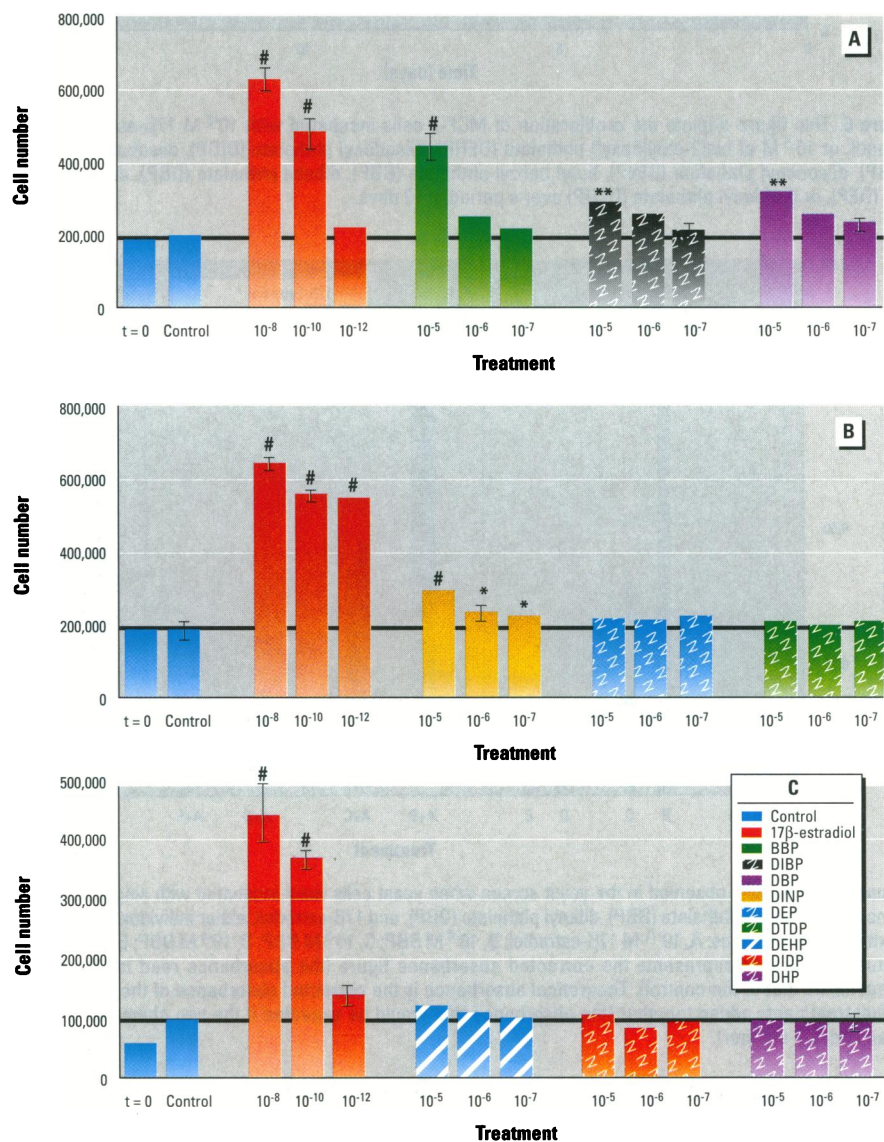 800,000
A
#
600,000
#
#
Cell number
400,000
**
**
200,000
0
t = 0 Control 10⁻⁸ 10⁻¹⁰ 10⁻¹² 10⁻⁵ 10⁻⁶ 10⁻⁷ 10⁻⁵ 10⁻⁶ 10⁻⁷ 10⁻⁵ 10⁻⁶ 10⁻⁷
Treatment
800,000
B
#
#
#
600,000
Cell number
400,000
#
*
*
200,000
0
t = 0 Control 10⁻⁸ 10⁻¹⁰ 10⁻¹² 10⁻⁵ 10⁻⁶ 10⁻⁷ 10⁻⁵ 10⁻⁶ 10⁻⁷ 10⁻⁵ 10⁻⁶ 10⁻⁷
Treatment
500,000
#
#
400,000
Cell number
300,000
200,000
100,000
0
C
Control
17β-estradiol
BBP
DIBP
DBP
DINP
DEP
DTDP
DEHP
DIDP
DHP
t = 0 Control 10⁻⁸ 10⁻¹⁰ 10⁻¹² 10⁻⁵ 10⁻⁶ 10⁻⁷ 10⁻⁵ 10⁻⁶ 10⁻⁷ 10⁻⁵ 10⁻⁶ 10⁻⁷
Treatment